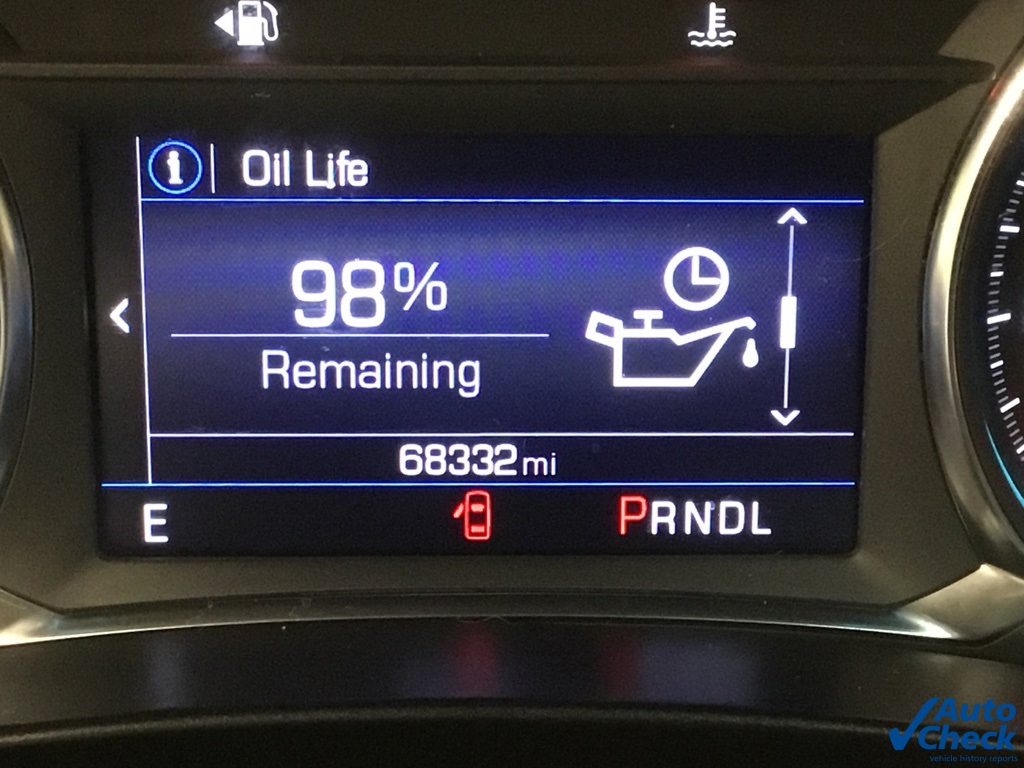 Oil Life
98%
Remaining
68332 mi
E PRNDL
Auto
Check
vehicle history reports